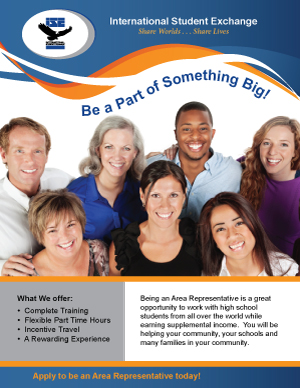 ISE
International Student Exchange
Share Worlds . . . Share Lives
Be a Part of Something Big!
What We offer:
• Complete Training
• Flexible Part Time Hours
• Incentive Travel
• A Rewarding Experience
Being an Area Representative is a great
opportunity to work with high school
students from all over the world while
earning supplemental income. You will be
helping your community, your schools and
many families in your community.
Apply to be an Area Representative today!